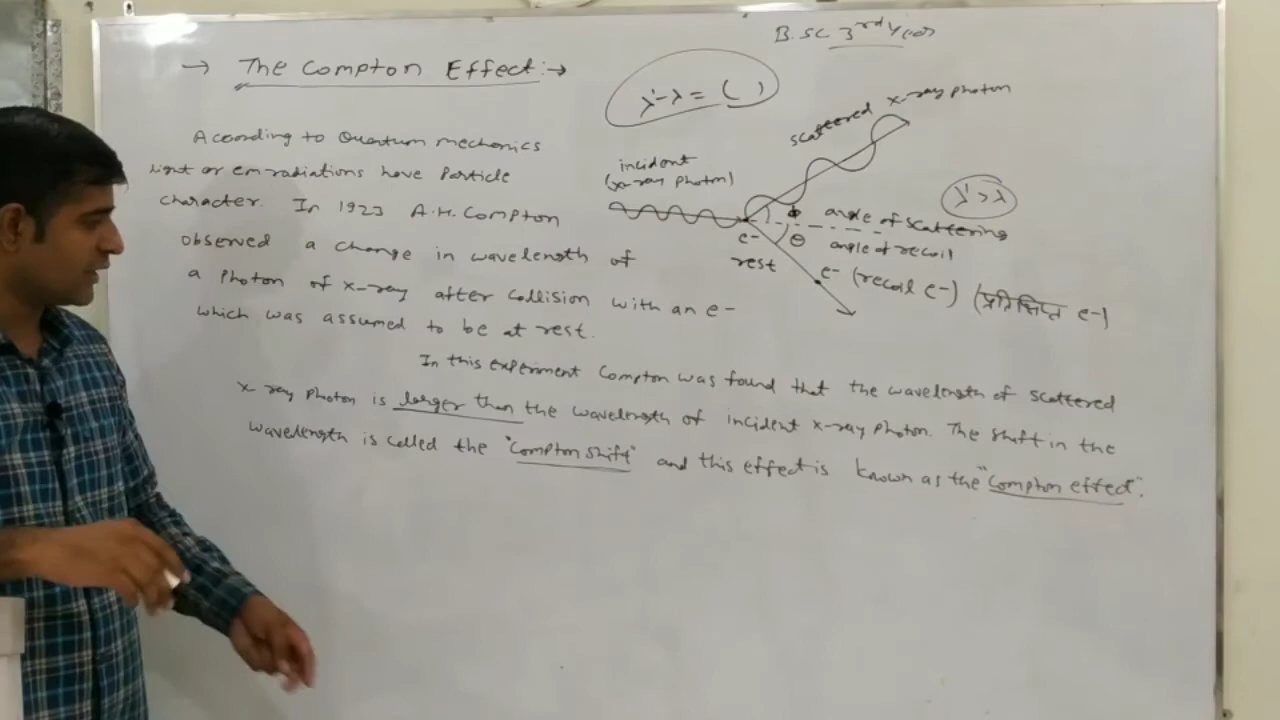 B.Sc 3rd Year
→ The Compton Effect :→
λ'-λ = ( )
According to Quantum mechanics
light or em radiations have Particle
character. In 1923 A.H. Compton
observed a change in wavelength of
a Photon of x-ray after collision with an e-
which was assumed to be at rest.
incident
(x-ray photon)
scattered x-ray photon
λ' > λ
ϕ angle of scattering
θ angle of recoil
e-
rest
e- (recoil e-) (प्रतिक्षिप्त e-)
In this experiment Compton was found that the wavelength of scattered
x-ray photon is larger than the wavelength of incident x-ray photon. The shift in the
wavelength is called the "Compton shift" and this effect is known as the "Compton effect".